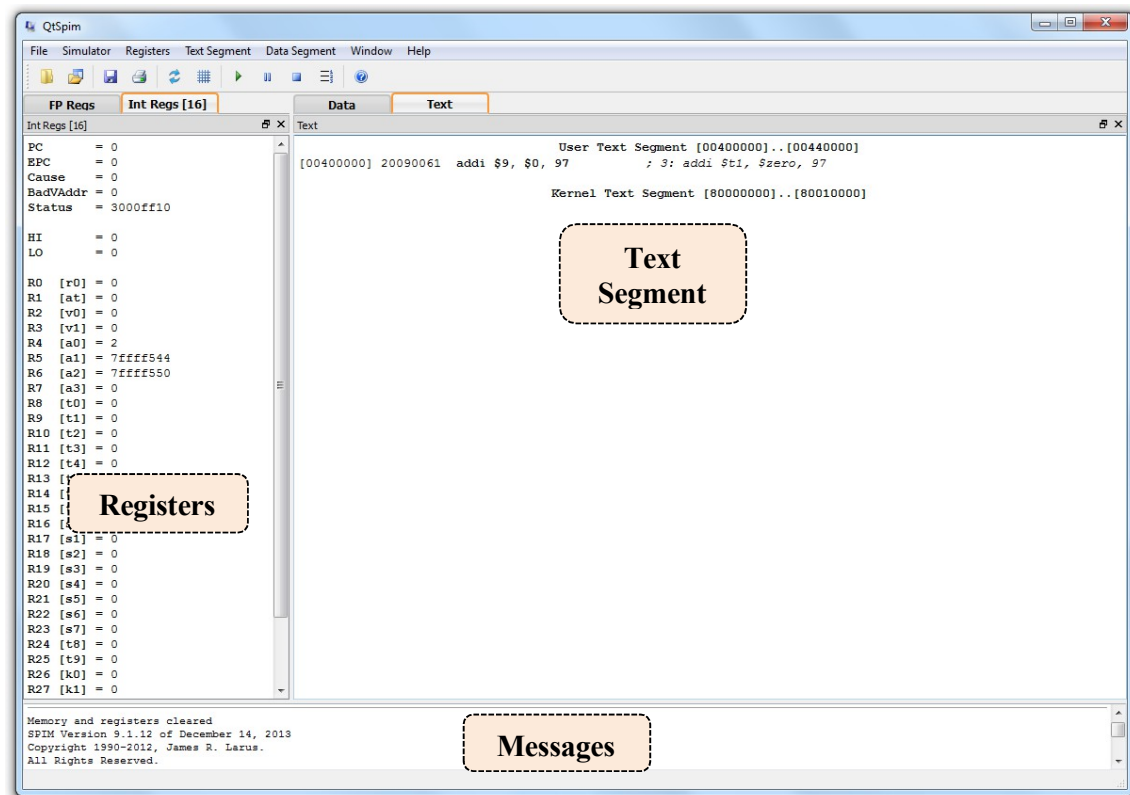 QtSpim
File Simulator Registers Text Segment Data Segment Window Help
FP Regs Int Regs [16] Data Text
Int Regs [16]
Text
PC = 0
EPC = 0
Cause = 0
BadVAddr = 0
Status = 3000ff10
HI = 0
LO = 0
R0 [r0] = 0
R1 [at] = 0
R2 [v0] = 0
R3 [v1] = 0
R4 [a0] = 2
R5 [a1] = 7ffff544
R6 [a2] = 7ffff550
R7 [a3] = 0
R8 [t0] = 0
R9 [t1] = 0
R10 [t2] = 0
R11 [t3] = 0
R12 [t4] = 0
R13
R14
R15
R16
R17 [s1] = 0
R18 [s2] = 0
R19 [s3] = 0
R20 [s4] = 0
R21 [s5] = 0
R22 [s6] = 0
R23 [s7] = 0
R24 [t8] = 0
R25 [t9] = 0
R26 [k0] = 0
R27 [k1] = 0
Registers
User Text Segment [00400000]..[00440000]
[00400000] 20090061 addi $9, $0, 97 ; 3: addi $t1, $zero, 97
Kernel Text Segment [80000000]..[80010000]
Text
Segment
Memory and registers cleared
SPIM Version 9.1.12 of December 14, 2013
Copyright 1990-2012, James R. Larus.
All Rights Reserved.
Messages